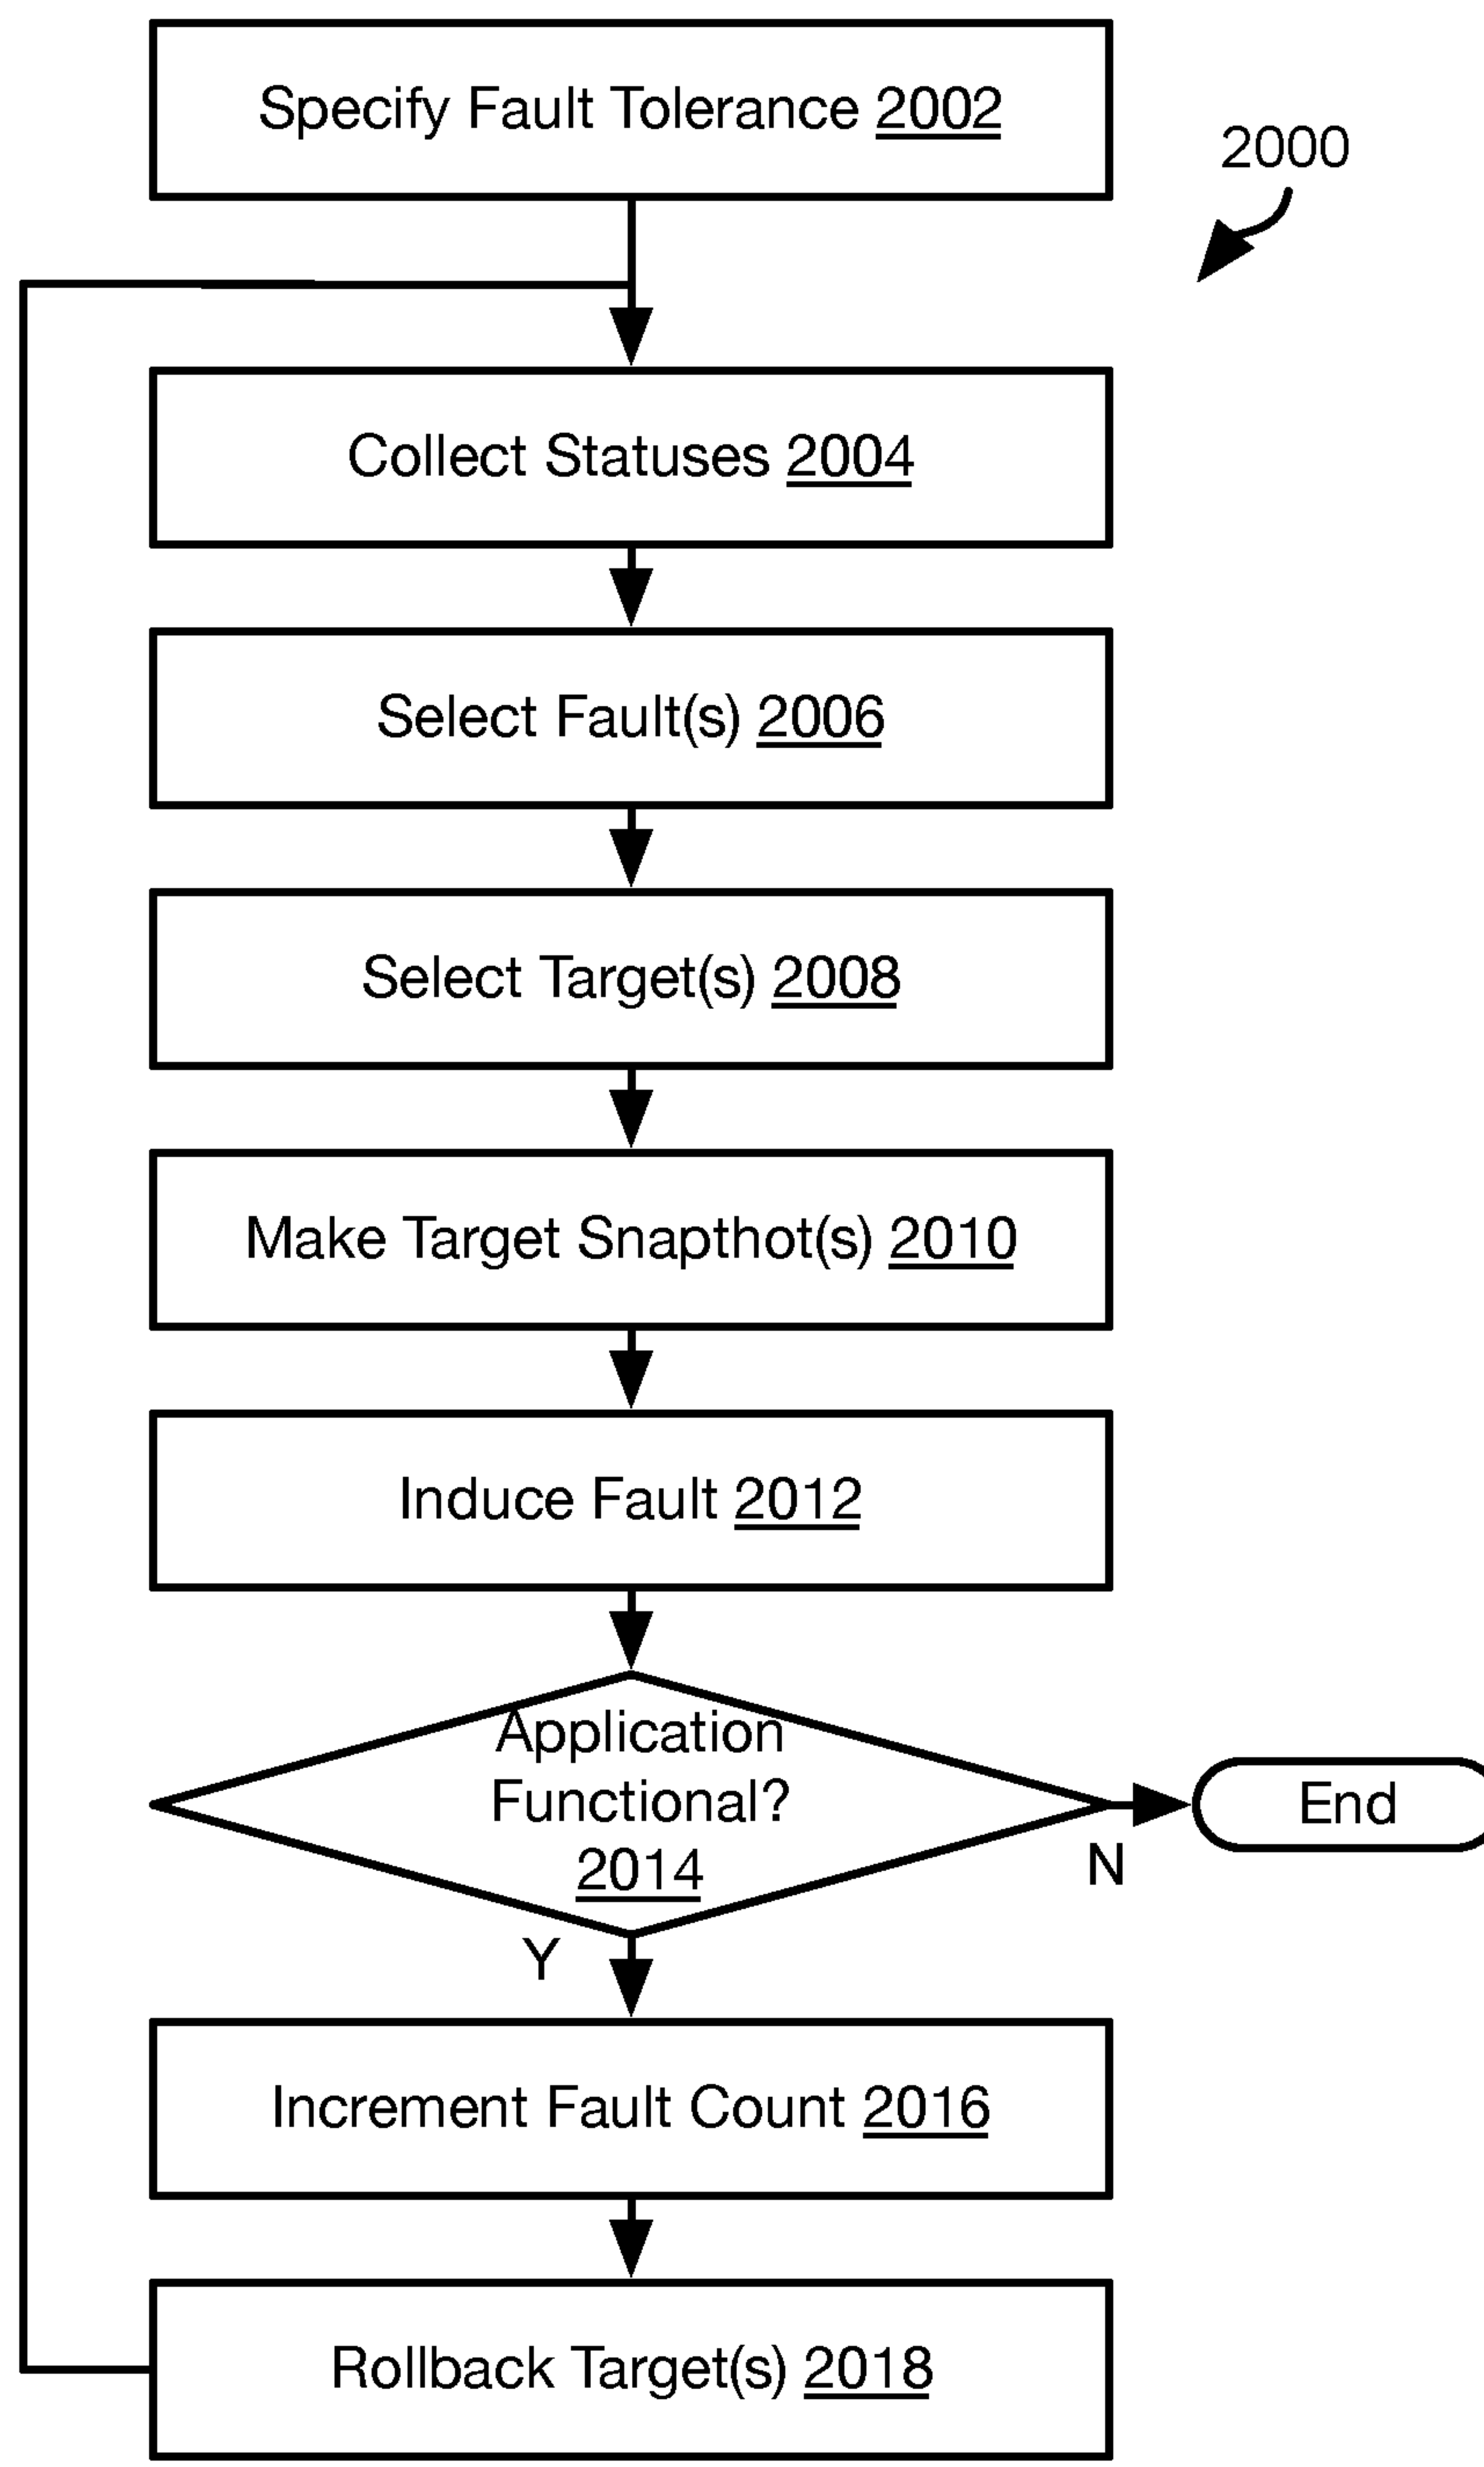 Specify Fault Tolerance 2002
2000
Collect Statuses 2004
Select Fault(s) 2006
Select Target(s) 2008
Make Target Snapthot(s) 2010
Induce Fault 2012
Application
Functional?
2014
End
N
Y
Increment Fault Count 2016
Rollback Target(s) 2018